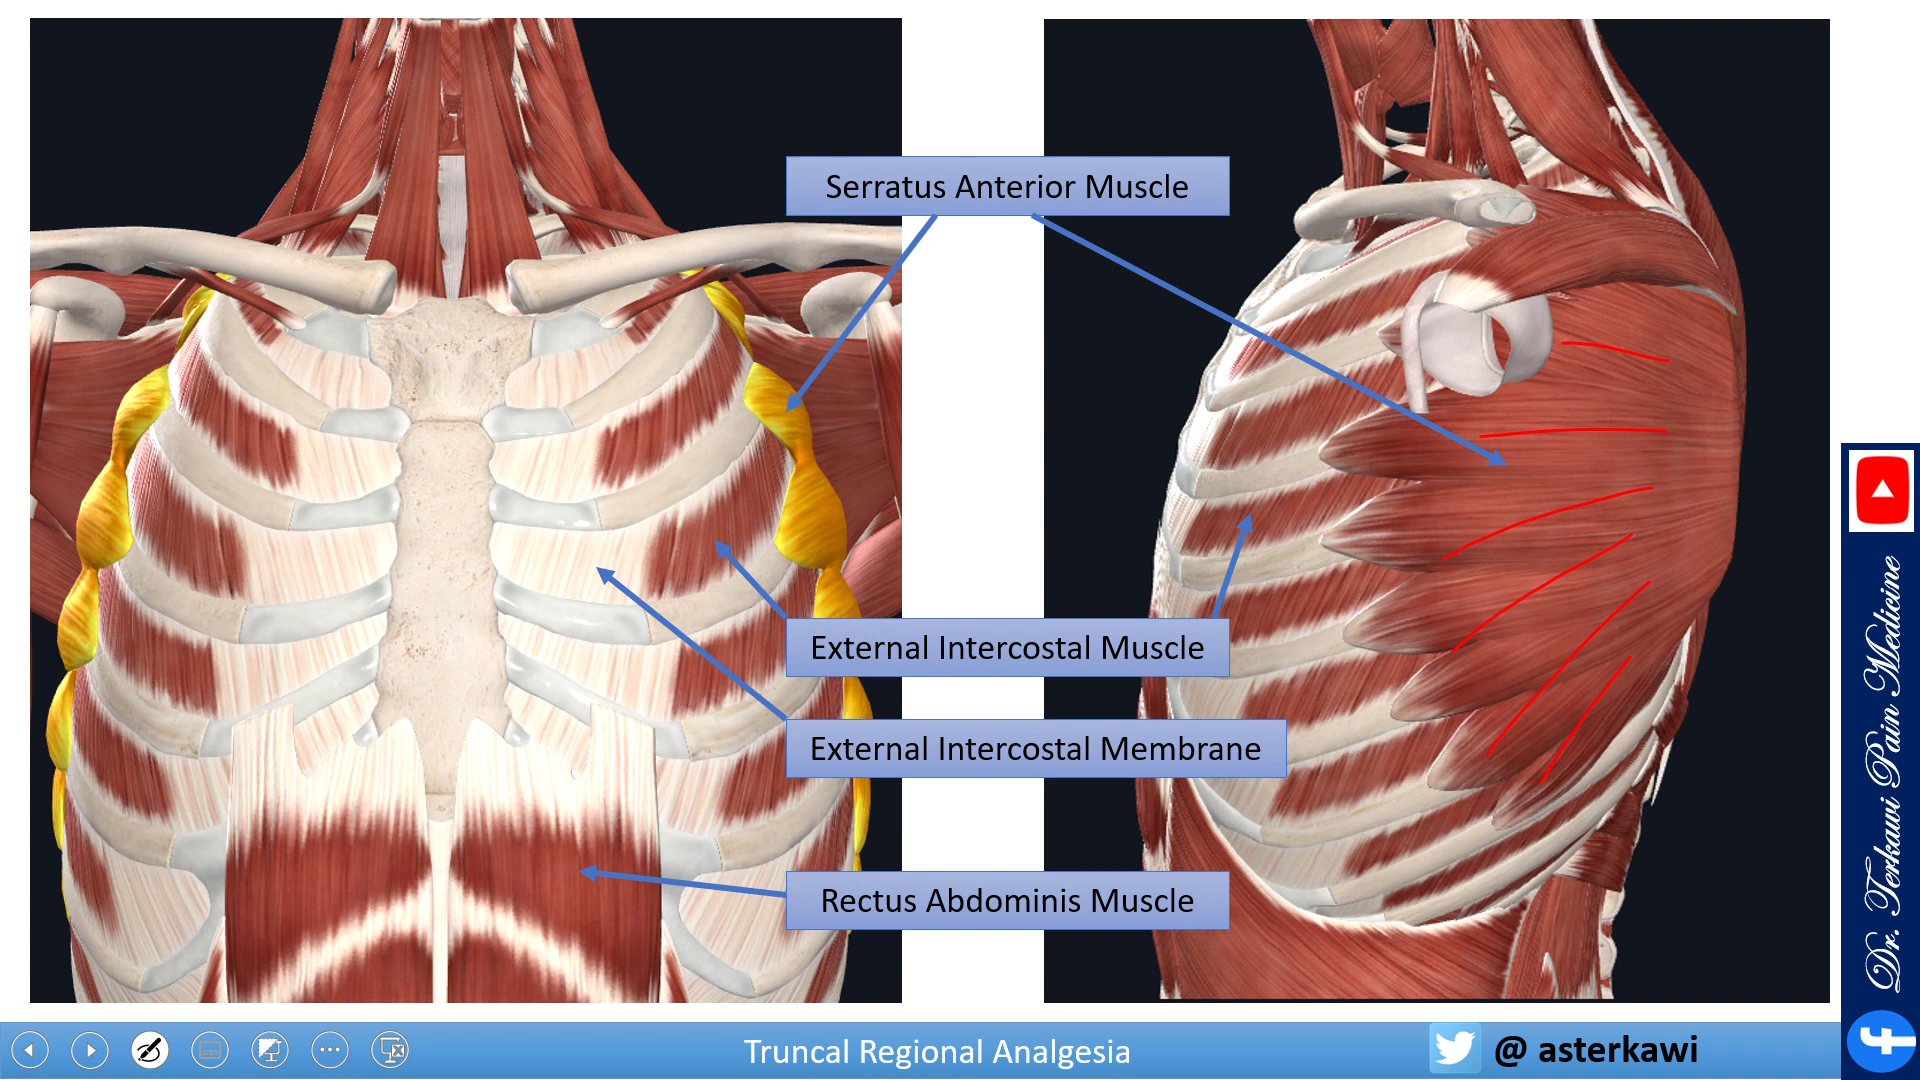 Serratus Anterior Muscle
External Intercostal Muscle
External Intercostal Membrane
Rectus Abdominis Muscle
Dr. Terkawi Pain Medicine
Truncal Regional Analgesia
@ asterkawi